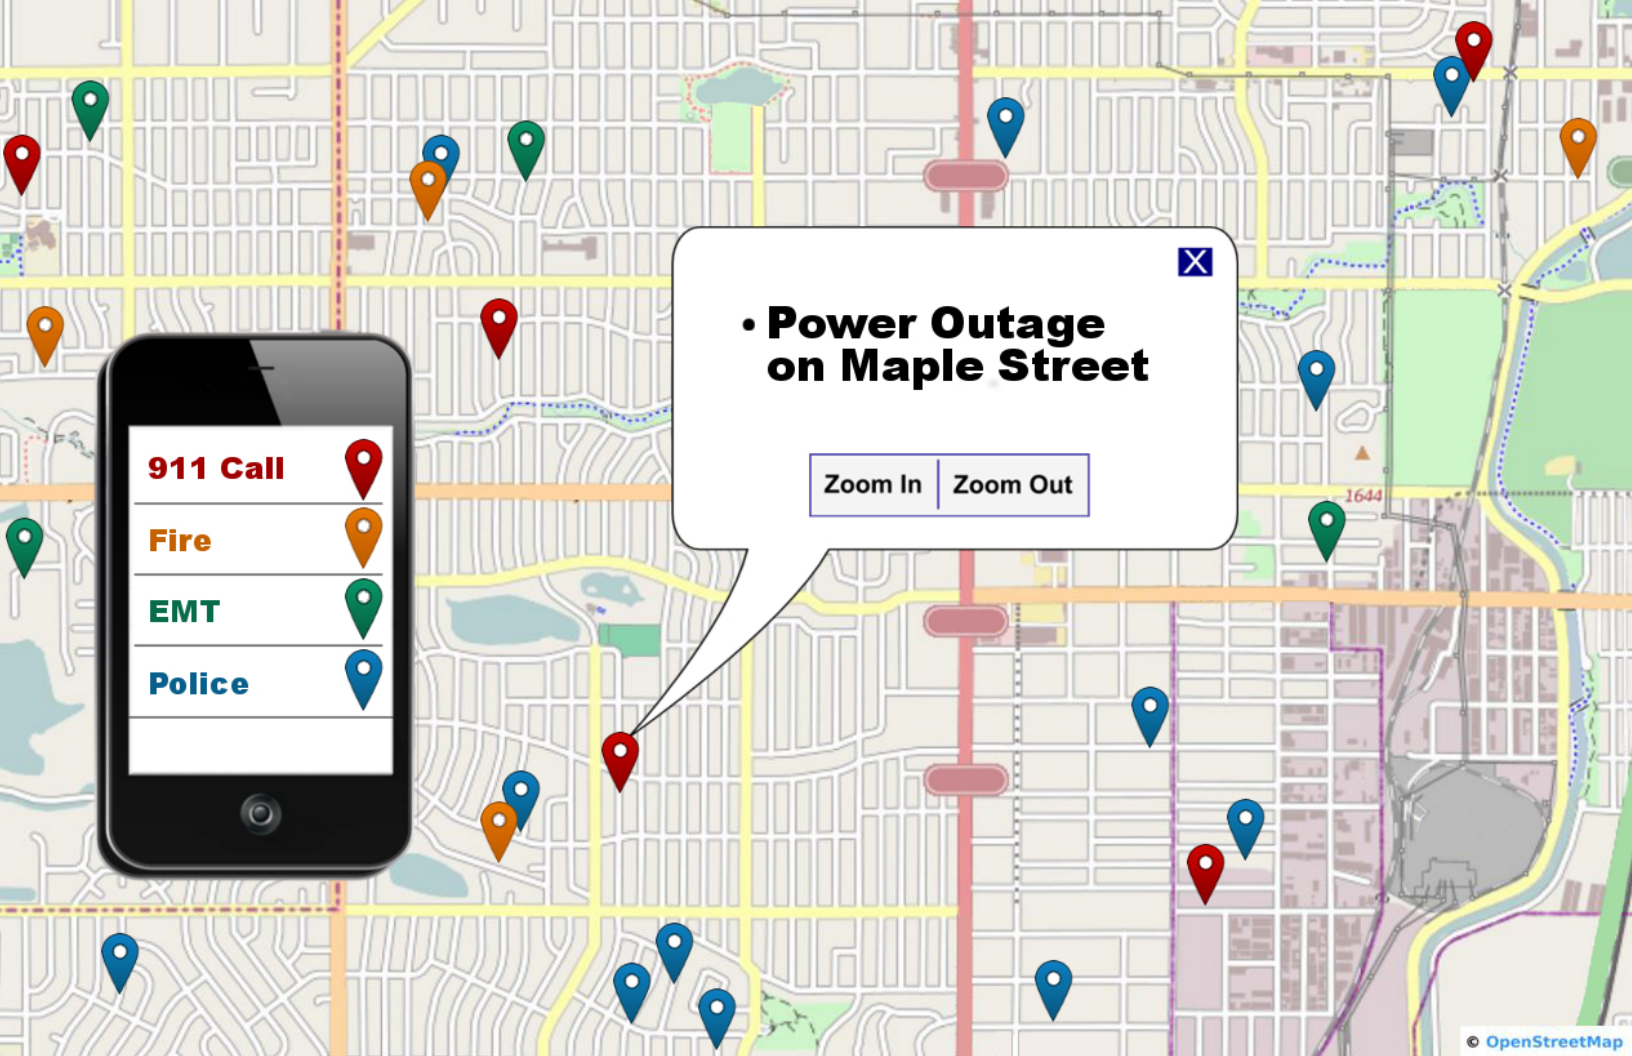 X
• Power Outage
on Maple Street
Zoom In Zoom Out
911 Call
Fire
EMT
Police
1644
© OpenStreetMap